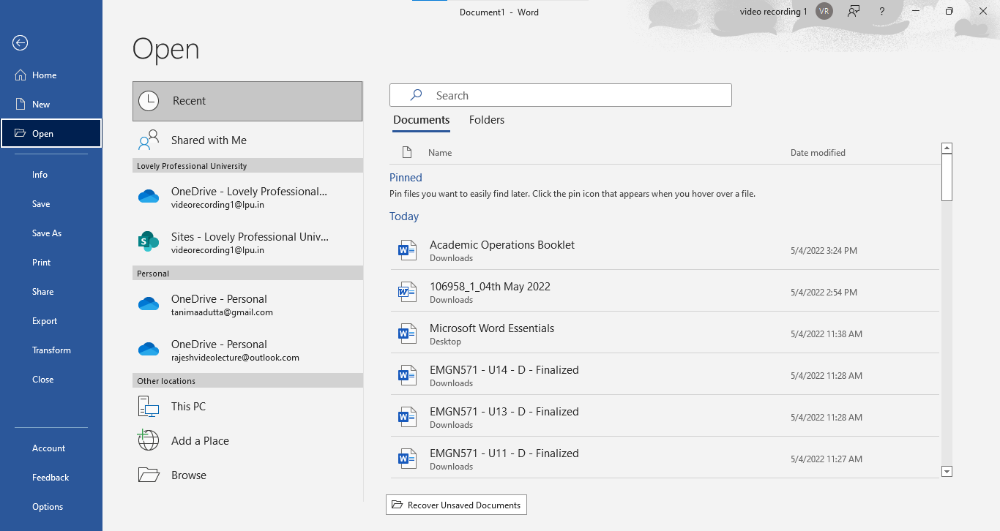 Document1 - Word
video recording 1
VR
?
Home
New
Open
Info
Save
Save As
Print
Share
Export
Transform
Close
Account
Feedback
Options
Open
Recent
Shared with Me
Lovely Professional University
OneDrive - Lovely Professional...
videorecording1@lpu.in
S
Sites - Lovely Professional Univ...
videorecording1@lpu.in
Personal
OneDrive - Personal
tanimaadutta@gmail.com
OneDrive - Personal
rajeshvideolecture@outlook.com
Other locations
This PC
Add a Place
Browse
Search
Documents Folders
Name Date modified
Pinned
Pin files you want to easily find later. Click the pin icon that appears when you hover over a file.
Today
W
Academic Operations Booklet 5/4/2022 3:24 PM
Downloads
W
106958_1_04th May 2022 5/4/2022 2:54 PM
Downloads
W
Microsoft Word Essentials 5/4/2022 11:38 AM
Desktop
W
EMGN571 - U14 - D - Finalized 5/4/2022 11:28 AM
Downloads
W
EMGN571 - U13 - D - Finalized 5/4/2022 11:28 AM
Downloads
W
EMGN571 - U11 - D - Finalized 5/4/2022 11:27 AM
Downloads
Recover Unsaved Documents